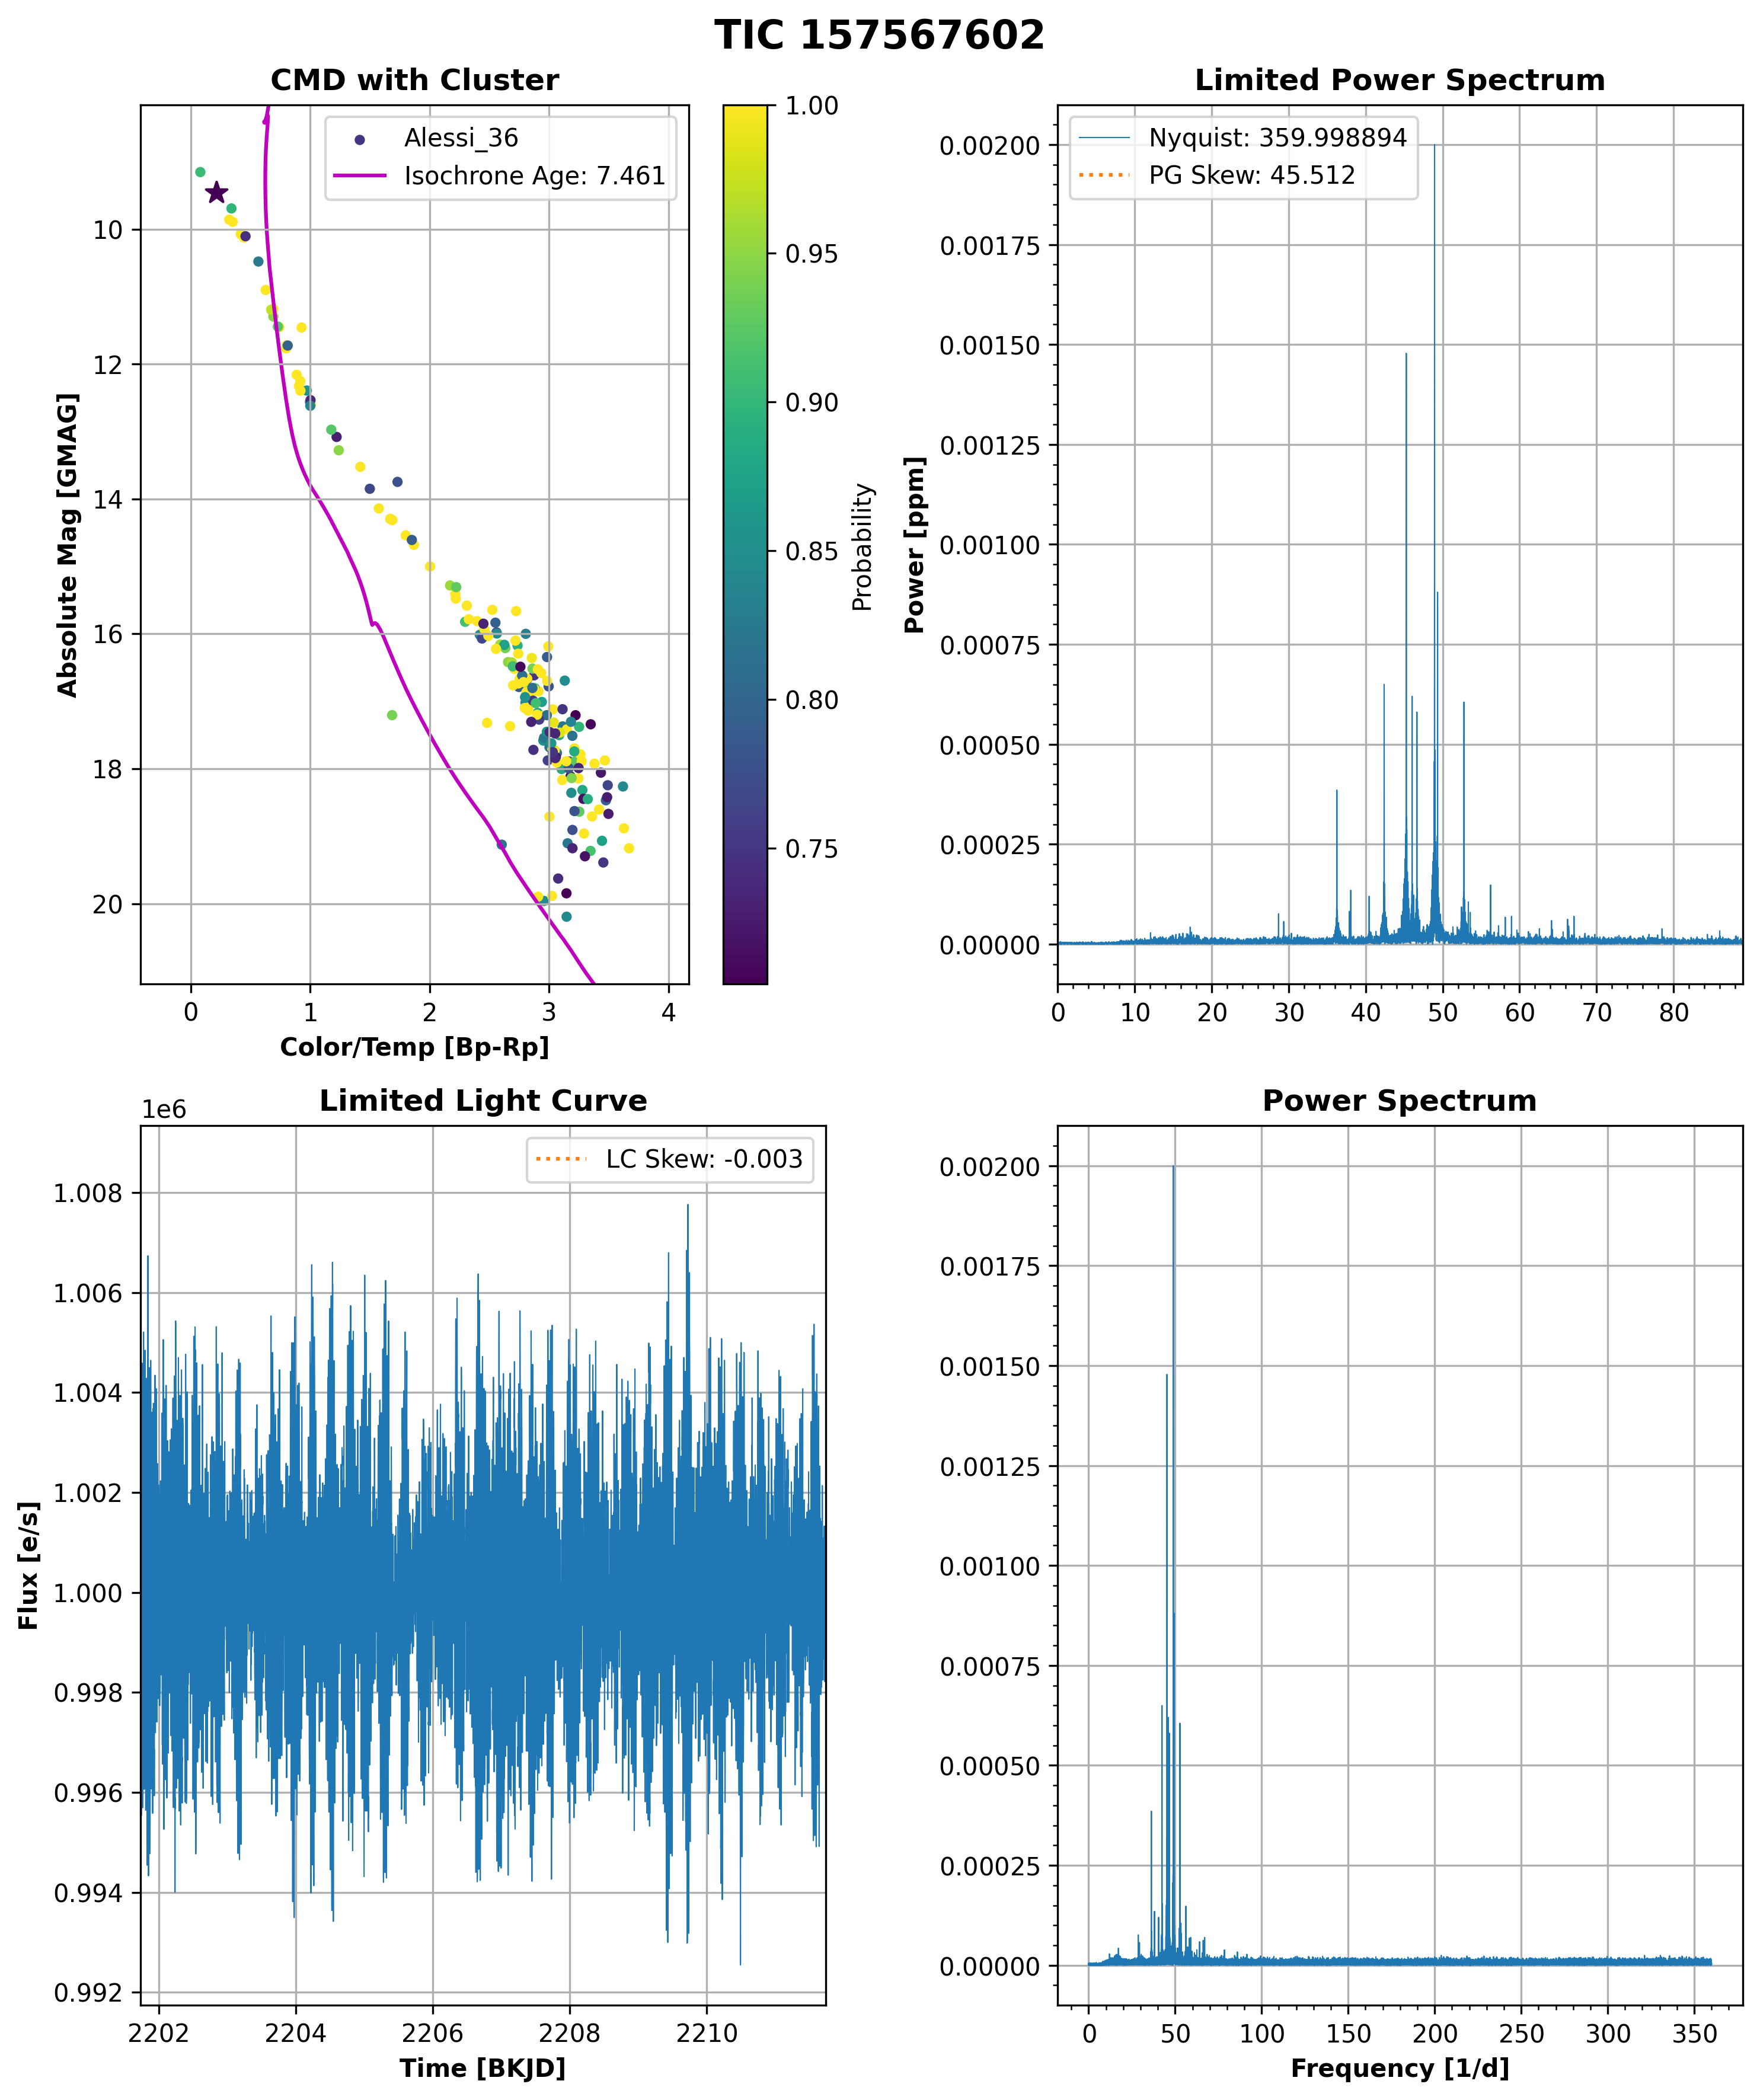 TIC 157567602
CMD with Cluster
Alessi_36
Isochrone Age: 7.461
10
12
14
16
18
20
Absolute Mag [GMAG]
0 1 2 3 4
Color/Temp [Bp-Rp]
1.00
0.95
0.90
0.85
0.80
0.75
Probability
Limited Power Spectrum
Nyquist: 359.998894
PG Skew: 45.512
0.00200
0.00175
0.00150
0.00125
0.00100
0.00075
0.00050
0.00025
0.00000
Power [ppm]
0 10 20 30 40 50 60 70 80
Limited Light Curve
1e6
LC Skew: -0.003
1.008
1.006
1.004
1.002
1.000
0.998
0.996
0.994
0.992
Flux [e/s]
2202 2204 2206 2208 2210
Time [BKJD]
Power Spectrum
0.00200
0.00175
0.00150
0.00125
0.00100
0.00075
0.00050
0.00025
0.00000
0 50 100 150 200 250 300 350
Frequency [1/d]